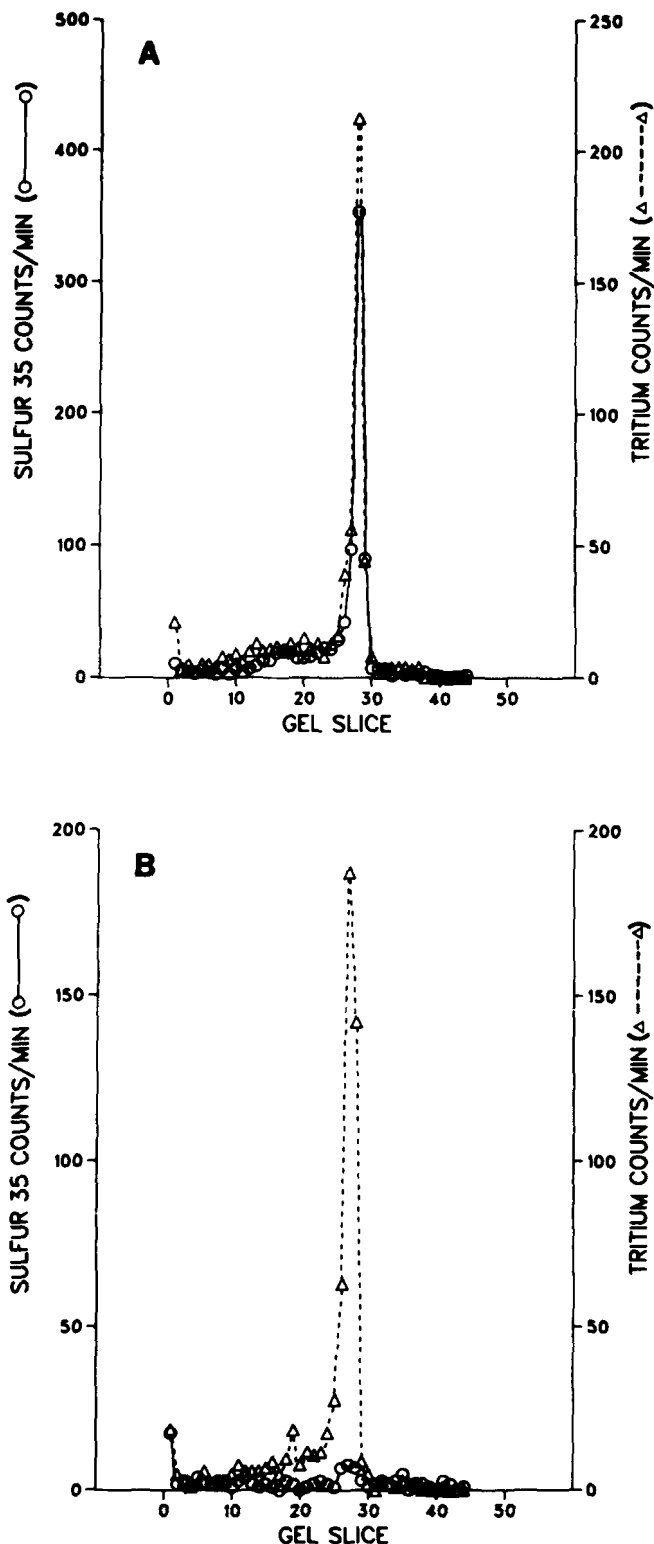 A
SULFUR 35 COUNTS/MIN (○——○)
500
400
300
200
100
0
TRITIUM COUNTS/MIN (△------△)
250
200
150
100
50
0
0 10 20 30 40 50
GEL SLICE
B
SULFUR 35 COUNTS/MIN (○——○)
200
150
100
50
0
TRITIUM COUNTS/MIN (△------△)
200
150
100
50
0
0 10 20 30 40 50
GEL SLICE